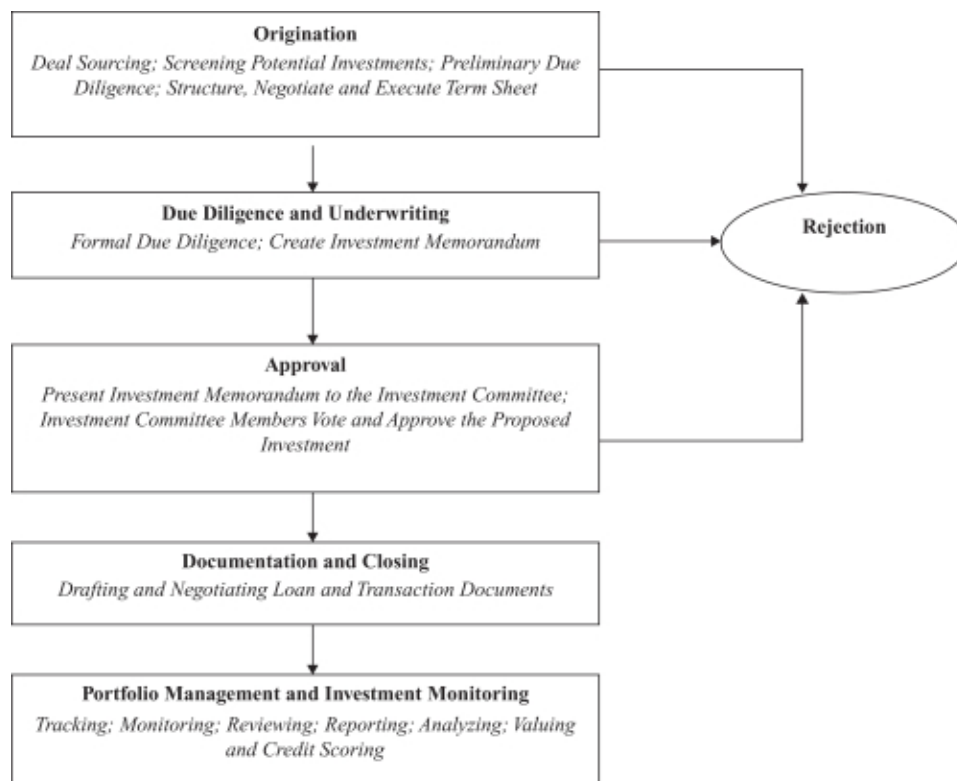 Origination
Deal Sourcing; Screening Potential Investments; Preliminary Due
Diligence; Structure, Negotiate and Execute Term Sheet
Due Diligence and Underwriting
Formal Due Diligence; Create Investment Memorandum
Rejection
Approval
Present Investment Memorandum to the Investment Committee;
Investment Committee Members Vote and Approve the Proposed
Investment
Documentation and Closing
Drafting and Negotiating Loan and Transaction Documents
Portfolio Management and Investment Monitoring
Tracking; Monitoring; Reviewing; Reporting; Analyzing; Valuing
and Credit Scoring